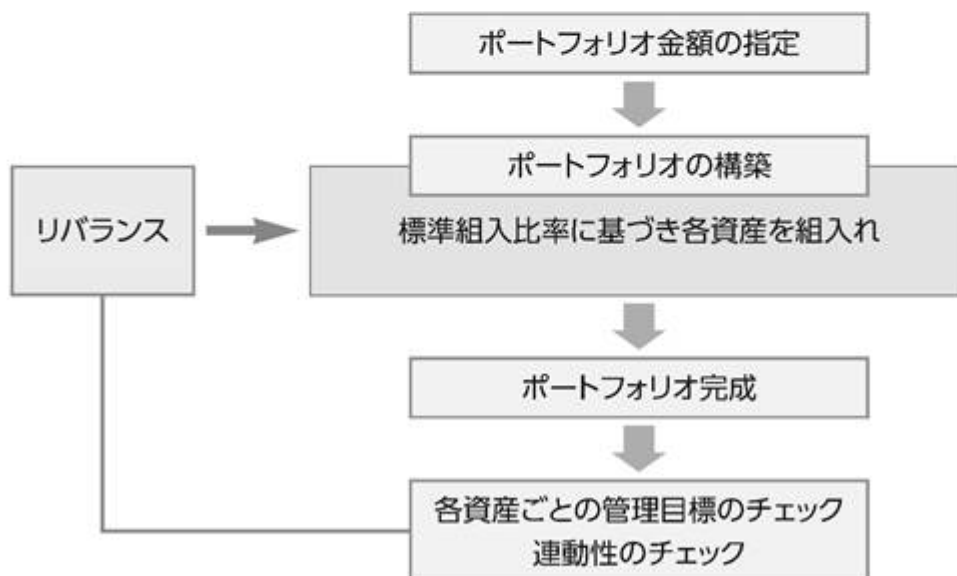 ポートフォリオ金額の指定
ポートフォリオの構築
リバランス
標準組入比率に基づき各資産を組入れ
ポートフォリオ完成
各資産ごとの管理目標のチェック
連動性のチェック